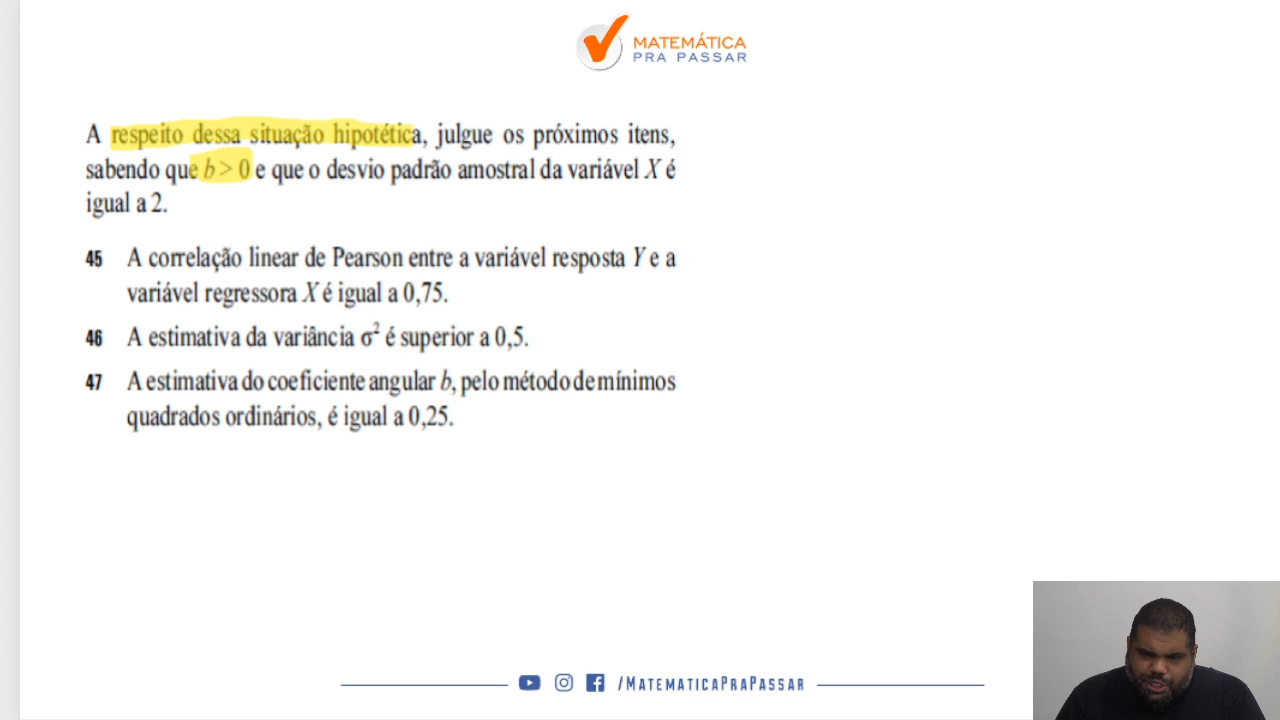 MATEMÁTICA
PRA PASSAR
A respeito dessa situação hipotética, julgue os próximos itens,
sabendo que b > 0 e que o desvio padrão amostral da variável X é
igual a 2.
45 A correlação linear de Pearson entre a variável resposta Y e a
variável regressora X é igual a 0,75.
46 A estimativa da variância σ² é superior a 0,5.
47 A estimativa do coeficiente angular b, pelo método de mínimos
quadrados ordinários, é igual a 0,25.
/MATEMATICAPRAPASSAR